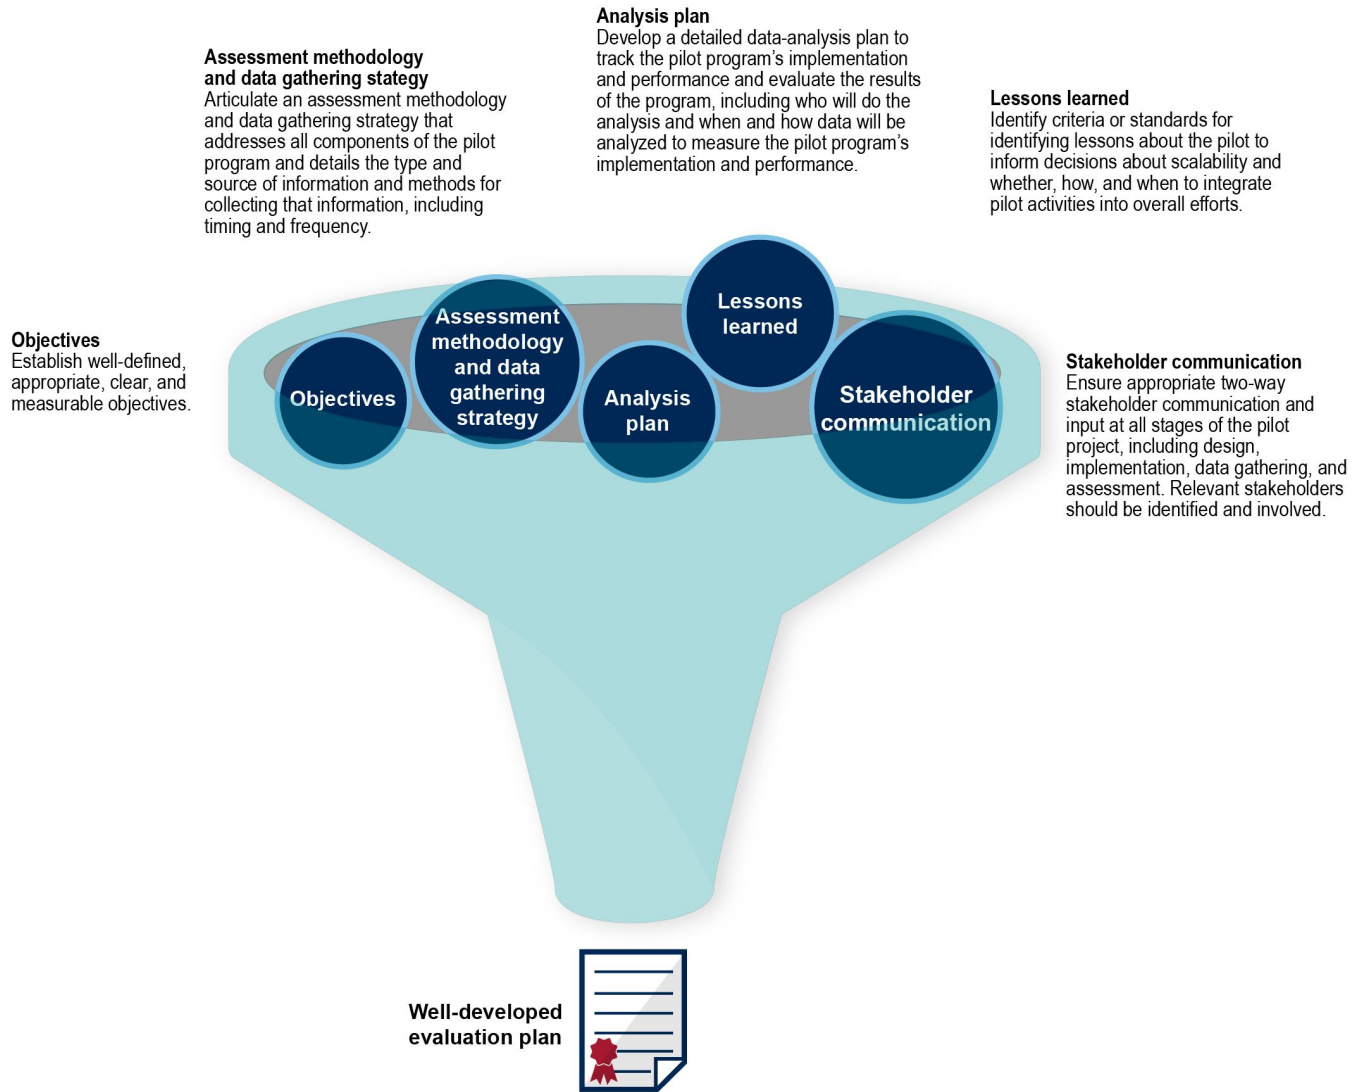 Analysis plan
Develop a detailed data-analysis plan to
track the pilot program’s implementation
and performance and evaluate the results
of the program, including who will do the
analysis and when and how data will be
analyzed to measure the pilot program’s
implementation and performance.
Assessment methodology
and data gathering stategy
Articulate an assessment methodology
and data gathering strategy that
addresses all components of the pilot
program and details the type and
source of information and methods for
collecting that information, including
timing and frequency.
Lessons learned
Identify criteria or standards for
identifying lessons about the pilot to
inform decisions about scalability and
whether, how, and when to integrate
pilot activities into overall efforts.
Objectives
Establish well-defined,
appropriate, clear, and
measurable objectives.
Stakeholder communication
Ensure appropriate two-way
stakeholder communication and
input at all stages of the pilot
project, including design,
implementation, data gathering, and
assessment. Relevant stakeholders
should be identified and involved.
Objectives
Assessment
methodology
and data
gathering
strategy
Analysis
plan
Lessons
learned
Stakeholder
communication
Well-developed
evaluation plan